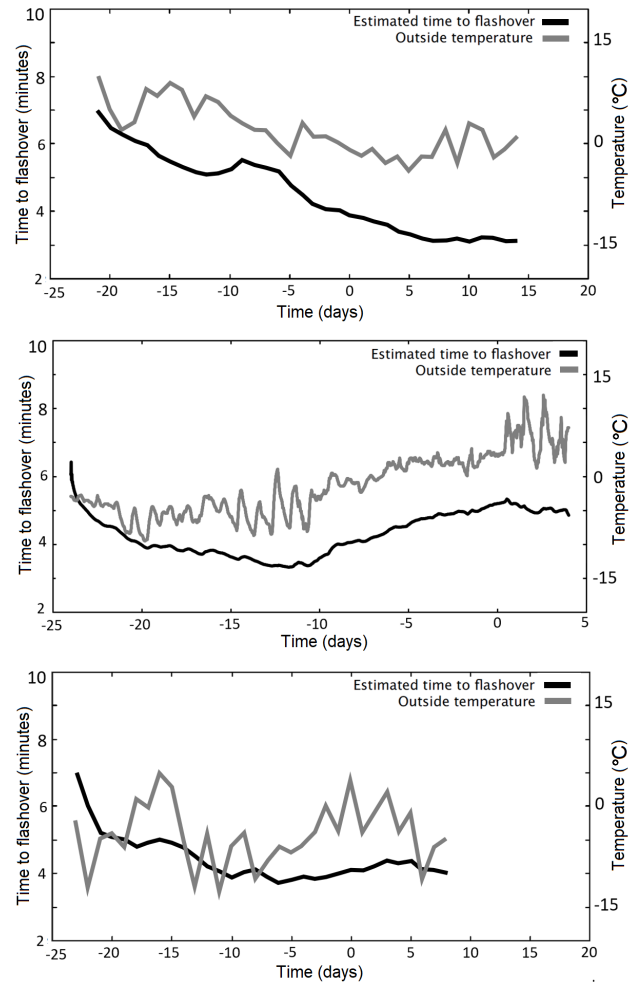 10
8
6
4
2
Time to flashover (minutes)
Estimated time to flashover
Outside temperature
15
0
-15
Temperature (°C)
-25 -20 -15 -10 -5 0 5 10 15 20
Time (days)
10
8
6
4
2
Time to flashover (minutes)
Estimated time to flashover
Outside temperature
15
0
-15
Temperature (°C)
-25 -20 -15 -10 -5 0 5
Time (days)
10
8
6
4
2
Time to flashover (minutes)
Estimated time to flashover
Outside temperature
15
0
-15
Temperature (°C)
-25 -20 -15 -10 -5 0 5 10 15 20
Time (days)